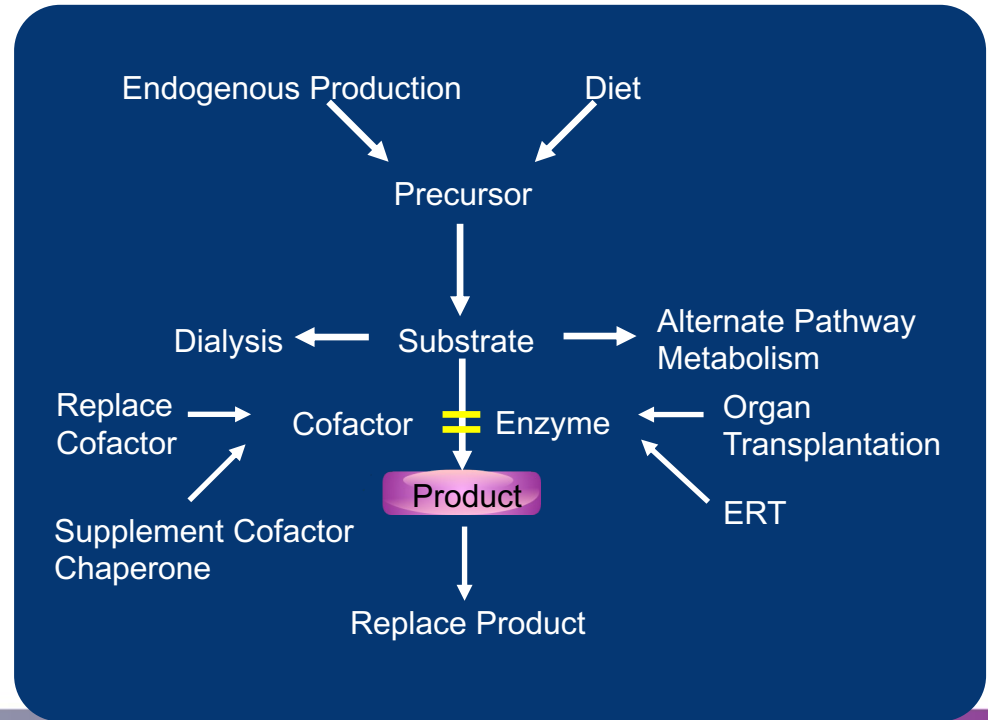 Endogenous Production
Diet
Precursor
Dialysis
Substrate
Alternate Pathway
Metabolism
Replace
Cofactor
Cofactor
Enzyme
Organ
Transplantation
Product
Supplement Cofactor
Chaperone
ERT
Replace Product